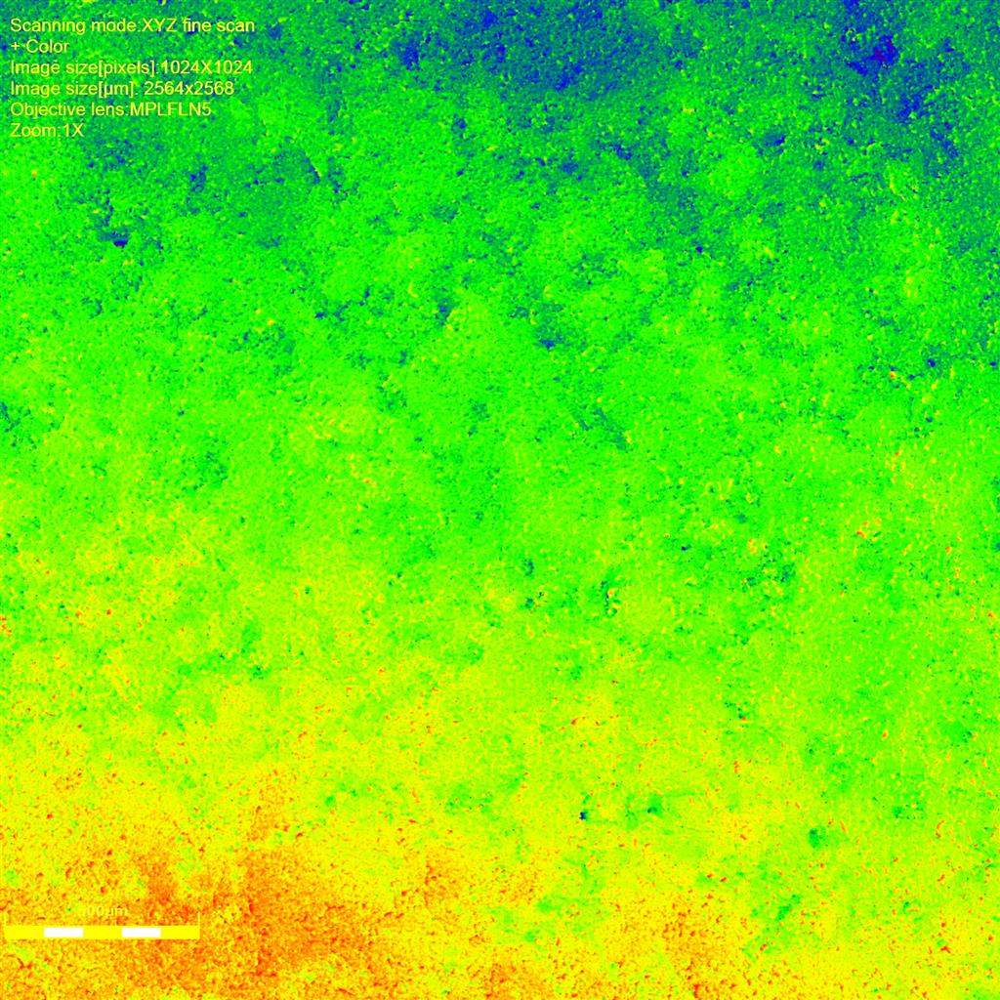 Scanning mode:XYZ fine scan
+ Color
Image size[pixels]:1024X1024
Image size[µm]: 2564x2568
Objective lens:MPLFLN5
Zoom:1X